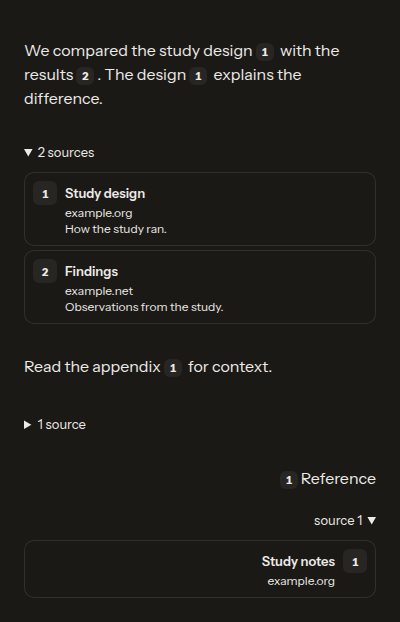 We compared the study design 1 with the
results 2 . The design 1 explains the
difference.
▼ 2 sources
1 Study design
example.org
How the study ran.
2 Findings
example.net
Observations from the study.
Read the appendix 1 for context.
▶ 1 source
1 Reference
source 1 ▼
Study notes 1
example.org